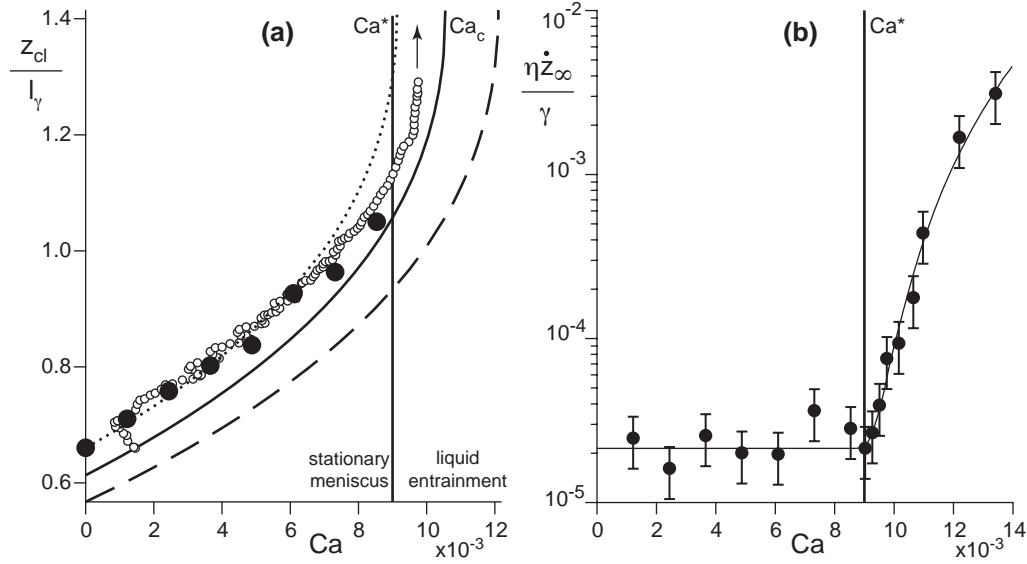 (a)
z_cl
l_γ
Ca*
Ca_c
1.4
1.2
1.0
0.8
0.6
stationary
meniscus
liquid
entrainment
0
2
4
6
8
10
12
Ca
x10⁻³
(b)
ηż_∞
γ
Ca*
10⁻²
10⁻³
10⁻⁴
10⁻⁵
0
2
4
6
8
10
12
14
Ca
x10⁻³